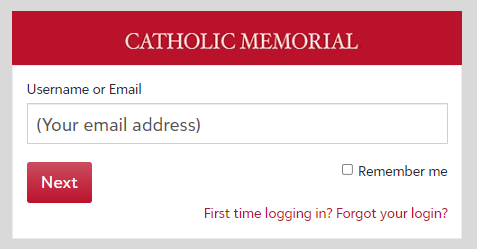 CATHOLIC MEMORIAL
Username or Email
(Your email address)
Next
Remember me
First time logging in? Forgot your login?